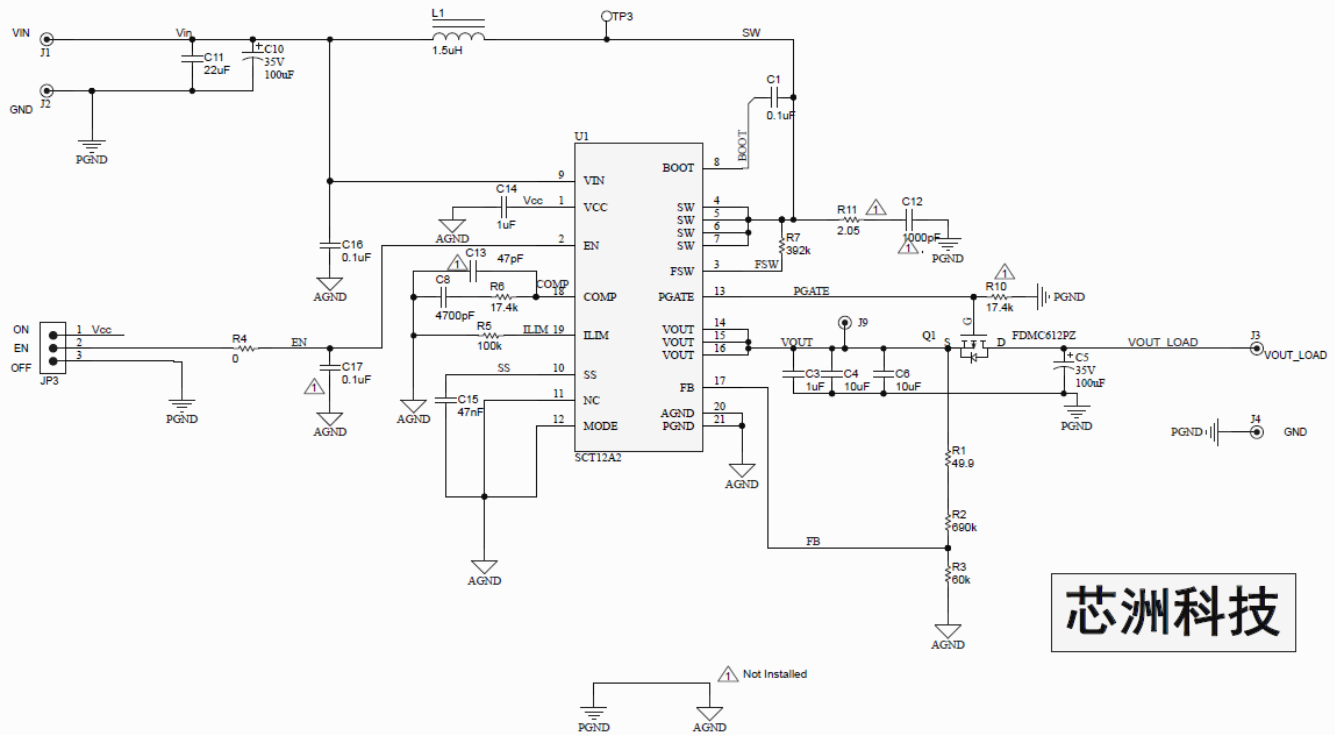 L1
TP3
VIN
J1
Vin
1.5uH
SW
C11
22uF
C10
35V
100uF
GND
J2
PGND
C1
0.1uF
BOOT
U1
9 VIN BOOT 8
C14
Vcc
1uF
AGND
1 VCC SW 4
SW 5
SW 6
SW 7
2 EN
R11
2.05
1
C12
1000pF
1
PGND
R7
392k
C16
0.1uF
AGND
FSW 3 FSW
1
C13
47pF
C8
4700pF
R6
17.4k
COMP
18 COMP PGATE 13 PGATE
1
R10
17.4k
PGND
R5
100k
ILIM 19 ILIM
VOUT 14
VOUT 15
VOUT 16
VOUT
J9
Q1
G
S
D
FDMC612PZ
VOUT_LOAD
J3
VOUT_LOAD
ON
EN
OFF
1 Vcc
2
3
JP3
R4
0
EN
C17
0.1uF
1
AGND
PGND
AGND
SS 10 SS
C15
47nF
11 NC
12 MODE
FB 17
AGND 20
PGND 21
SCT12A2
AGND
AGND
C3
1uF
C4
10uF
C6
10uF
C5
35V
100uF
PGND
PGND
J4
GND
R1
49.9
R2
690k
FB
R3
60k
AGND
芯洲科技
1 Not Installed
PGND
AGND